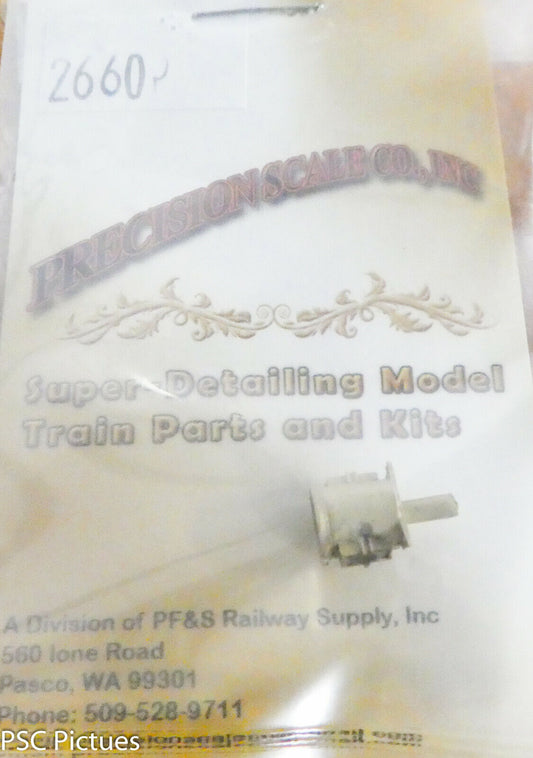 2660
PRECISION SCALE CO., INC
Super-Detailing Model
Train Parts and Kits
A Division of PF&S Railway Supply, Inc
560 Ione Road
Pasco, WA 99301
Phone: 509-528-9711
PSC Pictues